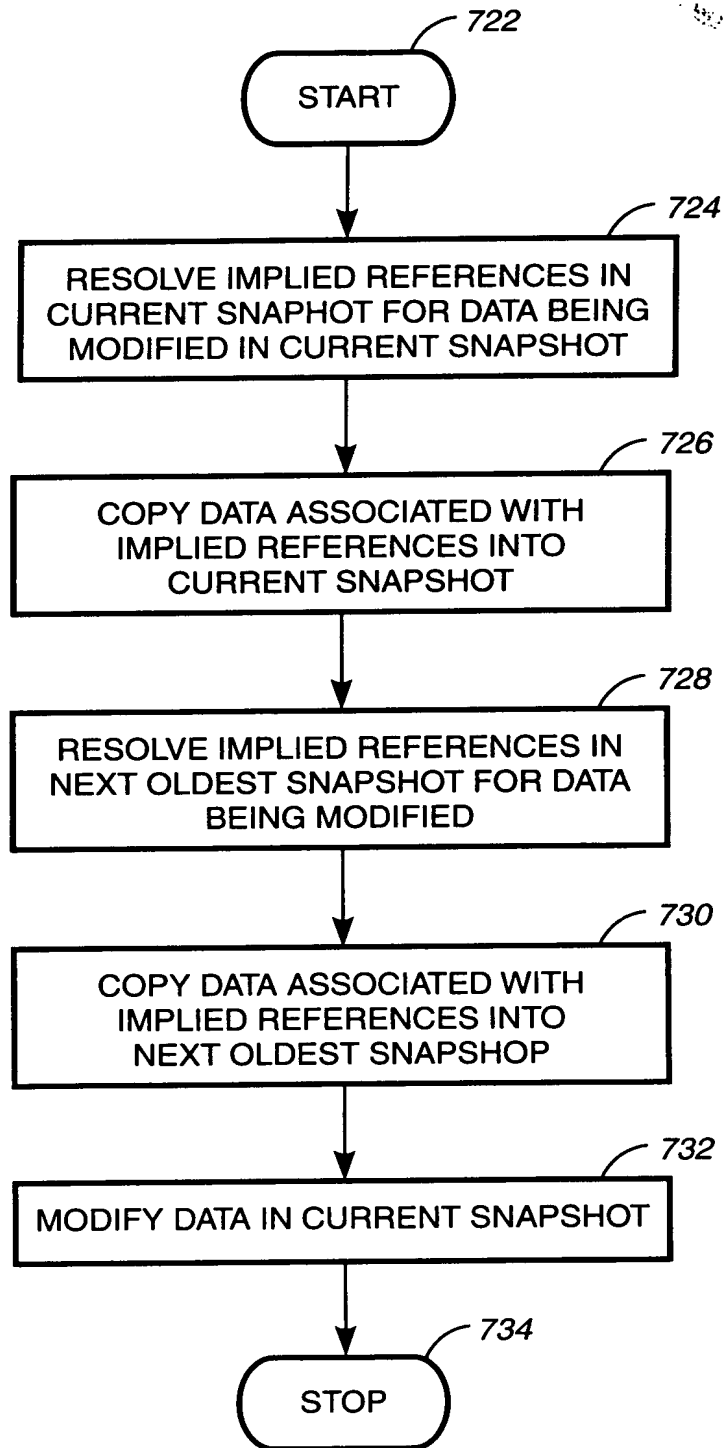 722
START
724
RESOLVE IMPLIED REFERENCES IN
CURRENT SNAPHOT FOR DATA BEING
MODIFIED IN CURRENT SNAPSHOT
726
COPY DATA ASSOCIATED WITH
IMPLIED REFERENCES INTO
CURRENT SNAPSHOT
728
RESOLVE IMPLIED REFERENCES IN
NEXT OLDEST SNAPSHOT FOR DATA
BEING MODIFIED
730
COPY DATA ASSOCIATED WITH
IMPLIED REFERENCES INTO
NEXT OLDEST SNAPSHOP
732
MODIFY DATA IN CURRENT SNAPSHOT
734
STOP